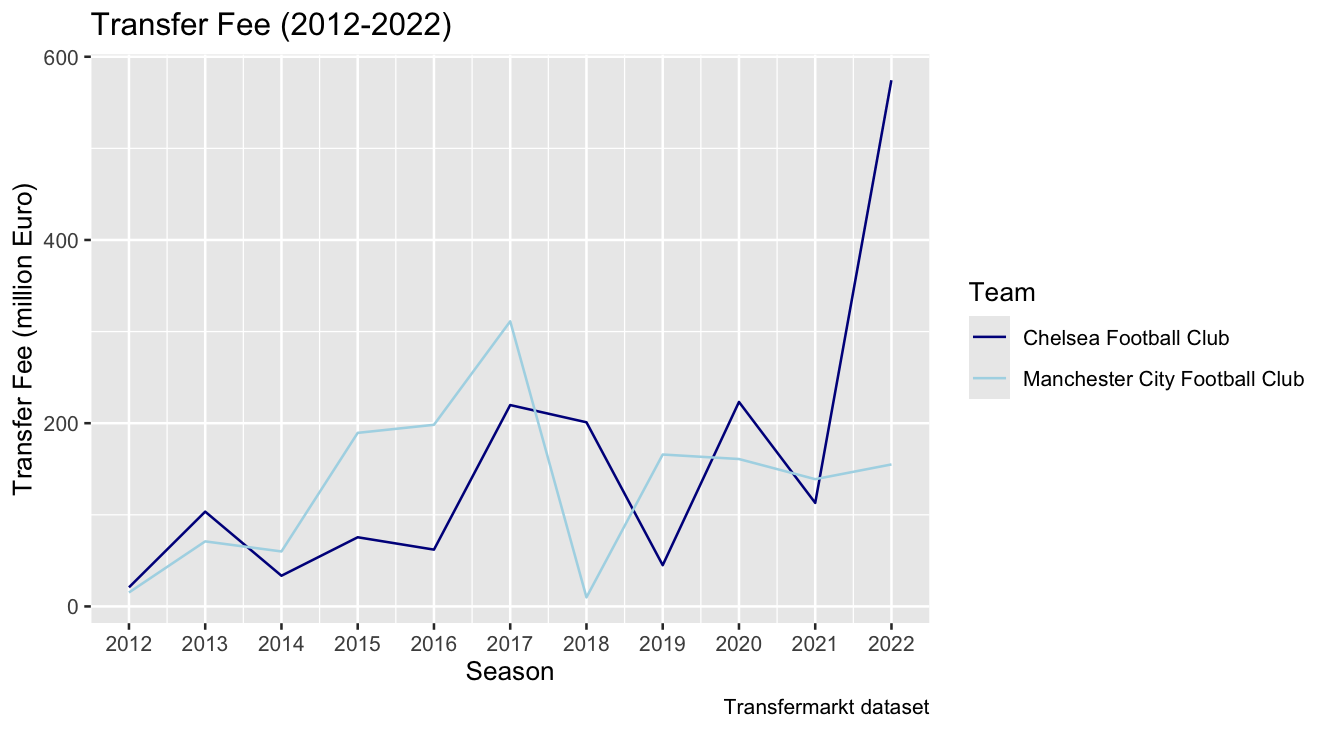 Transfer Fee (2012-2022)
600
400
200
0
Transfer Fee (million Euro)
2012 2013 2014 2015 2016 2017 2018 2019 2020 2021 2022
Season
Transfermarkt dataset
Team
Chelsea Football Club
Manchester City Football Club